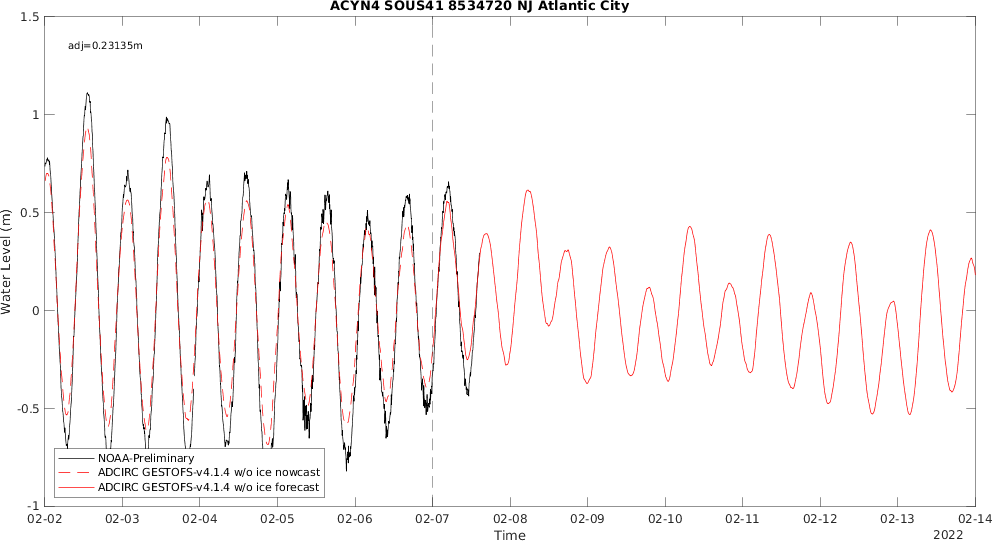 ACYN4 SOUS41 8534720 NJ Atlantic City
adj=0.23135m
1.5
1
0.5
0
-0.5
-1
Water Level (m)
NOAA-Preliminary
ADCIRC GESTOFS-v4.1.4 w/o ice nowcast
ADCIRC GESTOFS-v4.1.4 w/o ice forecast
02-02 02-03 02-04 02-05 02-06 02-07 02-08 02-09 02-10 02-11 02-12 02-13 02-14
Time
2022